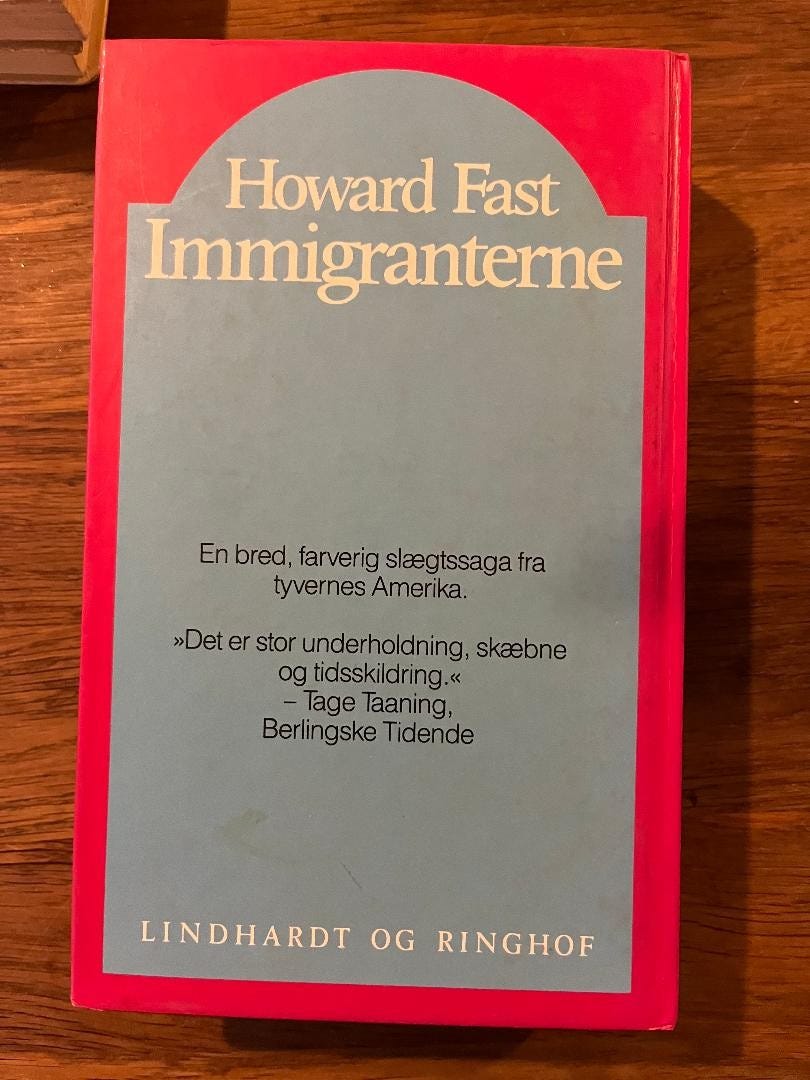 Howard Fast
Immigranterne
En bred, farverig slægtssaga fra
tyvernes Amerika.
»Det er stor underholdning, skæbne
og tidsskildring.«
– Tage Taaning,
Berlingske Tidende
LINDHARDT OG RINGHOF